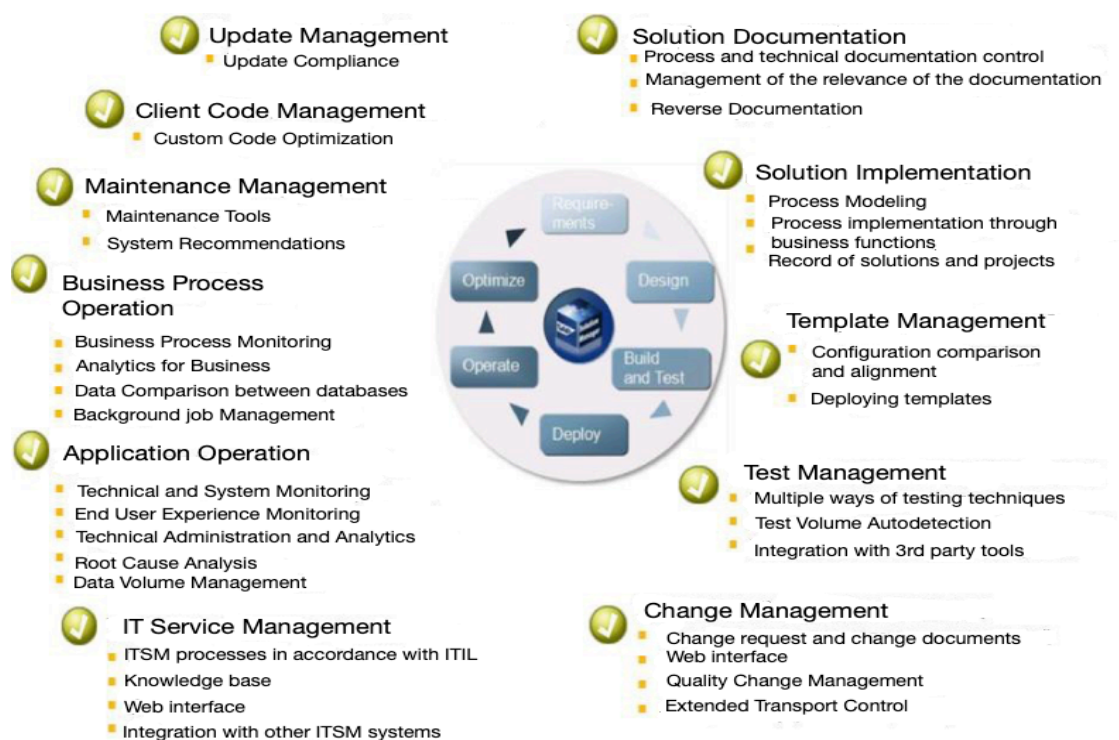 Update Management
Update Compliance
Client Code Management
Custom Code Optimization
Maintenance Management
Maintenance Tools
System Recommendations
Business Process
Operation
Business Process Monitoring
Analytics for Business
Data Comparison between databases
Background job Management
Application Operation
Technical and System Monitoring
End User Experience Monitoring
Technical Administration and Analytics
Root Cause Analysis
Data Volume Management
IT Service Management
ITSM processes in accordance with ITIL
Knowledge base
Web interface
Integration with other ITSM systems
Require-
ments
Design
Build
and Test
Deploy
Operate
Optimize
SAP
Solution Documentation
Process and technical documentation control
Management of the relevance of the documentation
Reverse Documentation
Solution Implementation
Process Modeling
Process implementation through
business functions
Record of solutions and projects
Template Management
Configuration comparison
and alignment
Deploying templates
Test Management
Multiple ways of testing techniques
Test Volume Autodetection
Integration with 3rd party tools
Change Management
Change request and change documents
Web interface
Quality Change Management
Extended Transport Control